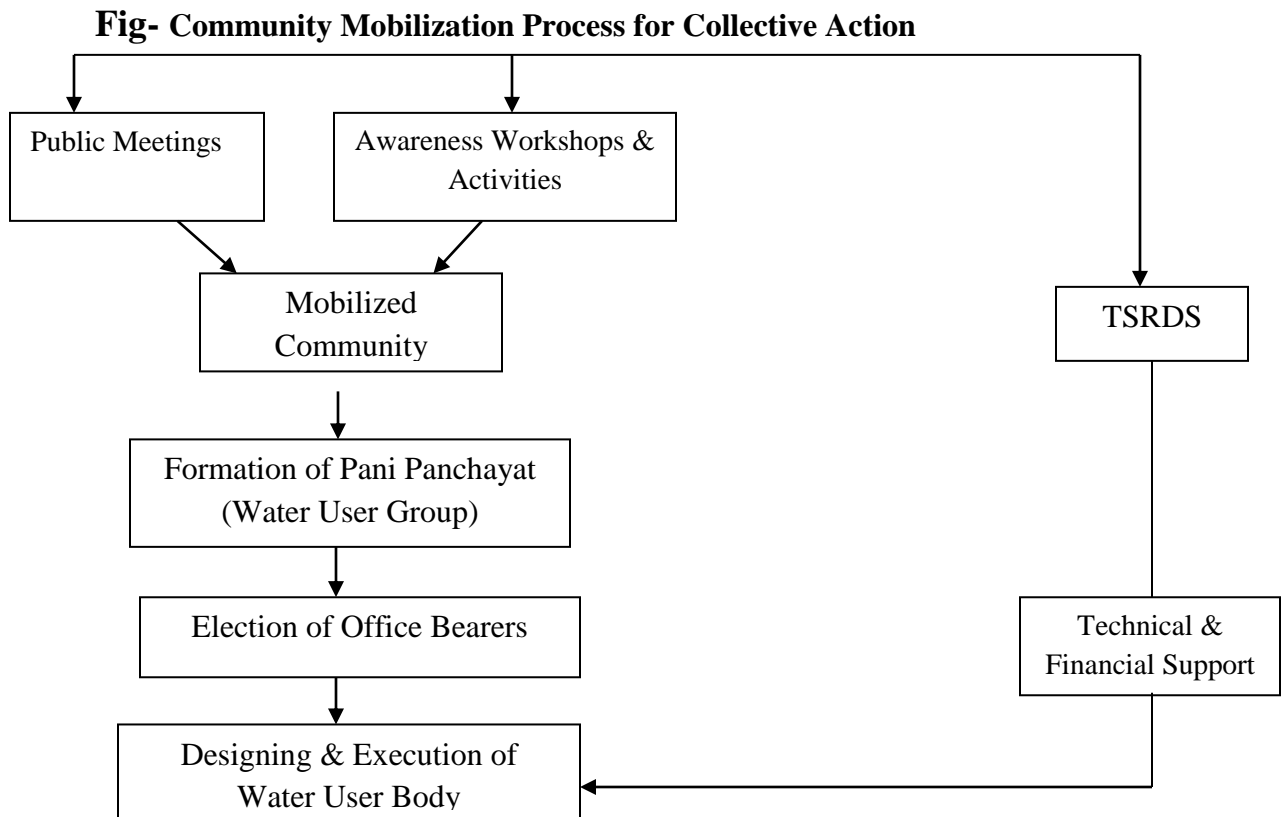 Fig- Community Mobilization Process for Collective Action
Public Meetings
Awareness Workshops &
Activities
Mobilized
Community
TSRDS
Formation of Pani Panchayat
(Water User Group)
Election of Office Bearers
Technical &
Financial Support
Designing & Execution of
Water User Body